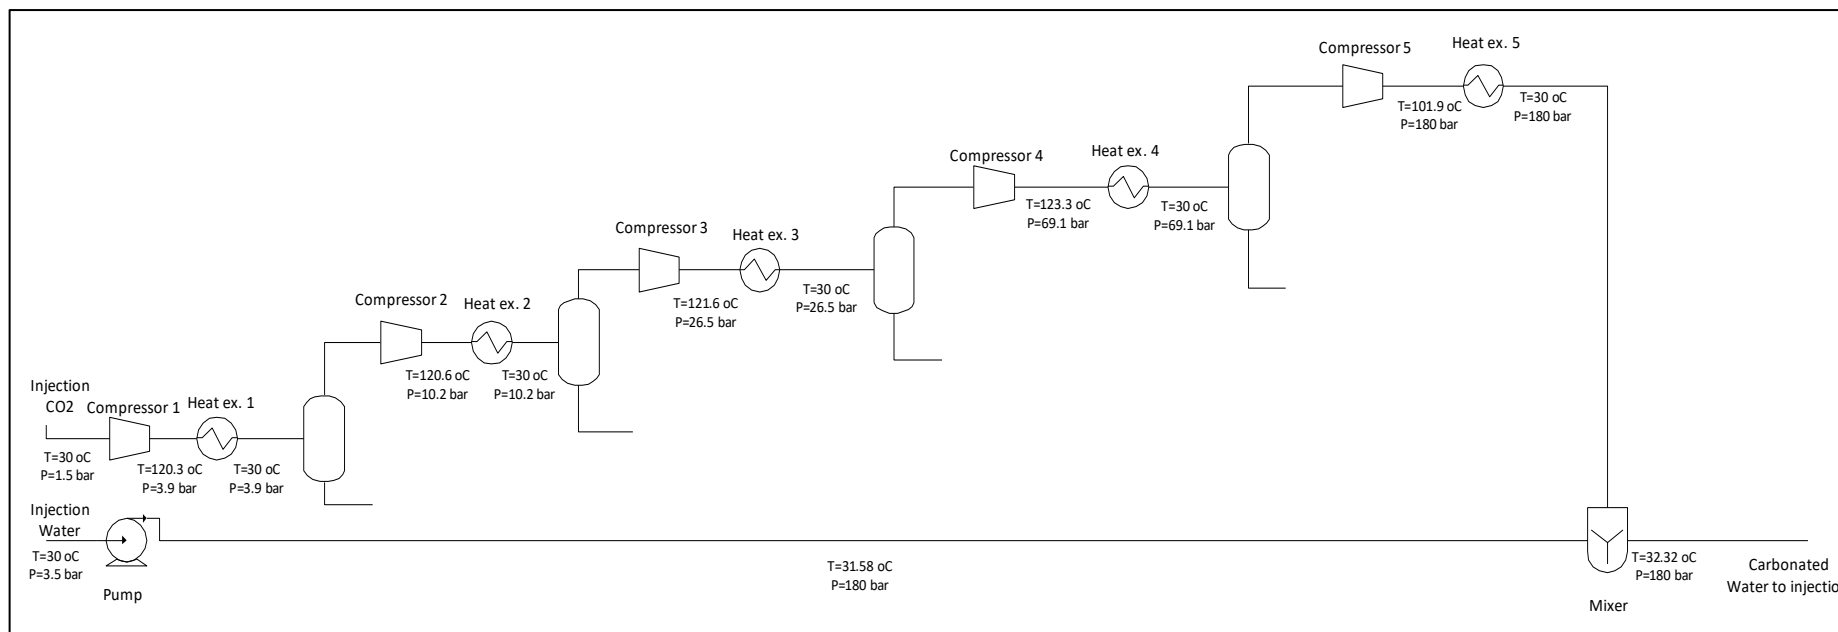 Compressor 5
Heat ex. 5
T=101.9 oC
P=180 bar
T=30 oC
P=180 bar
Compressor 4
Heat ex. 4
T=123.3 oC
P=69.1 bar
T=30 oC
P=69.1 bar
Compressor 3
Heat ex. 3
T=121.6 oC
P=26.5 bar
T=30 oC
P=26.5 bar
Compressor 2
Heat ex. 2
T=120.6 oC
P=10.2 bar
T=30 oC
P=10.2 bar
Injection
CO2
Compressor 1
Heat ex. 1
T=30 oC
P=1.5 bar
T=120.3 oC
P=3.9 bar
T=30 oC
P=3.9 bar
Injection
Water
T=30 oC
P=3.5 bar
Pump
T=31.58 oC
P=180 bar
T=32.32 oC
P=180 bar
Mixer
Carbonated
Water to injectio